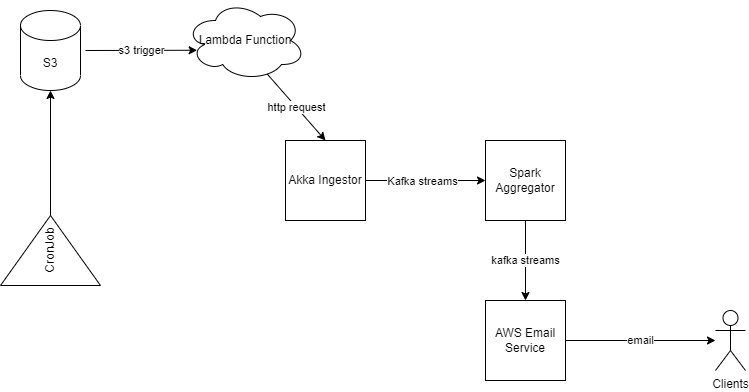 S3
s3 trigger
Lambda Function
http request
Akka Ingestor
Kafka streams
Spark
Aggregator
CronJob
kafka streams
AWS Email
Service
email
Clients